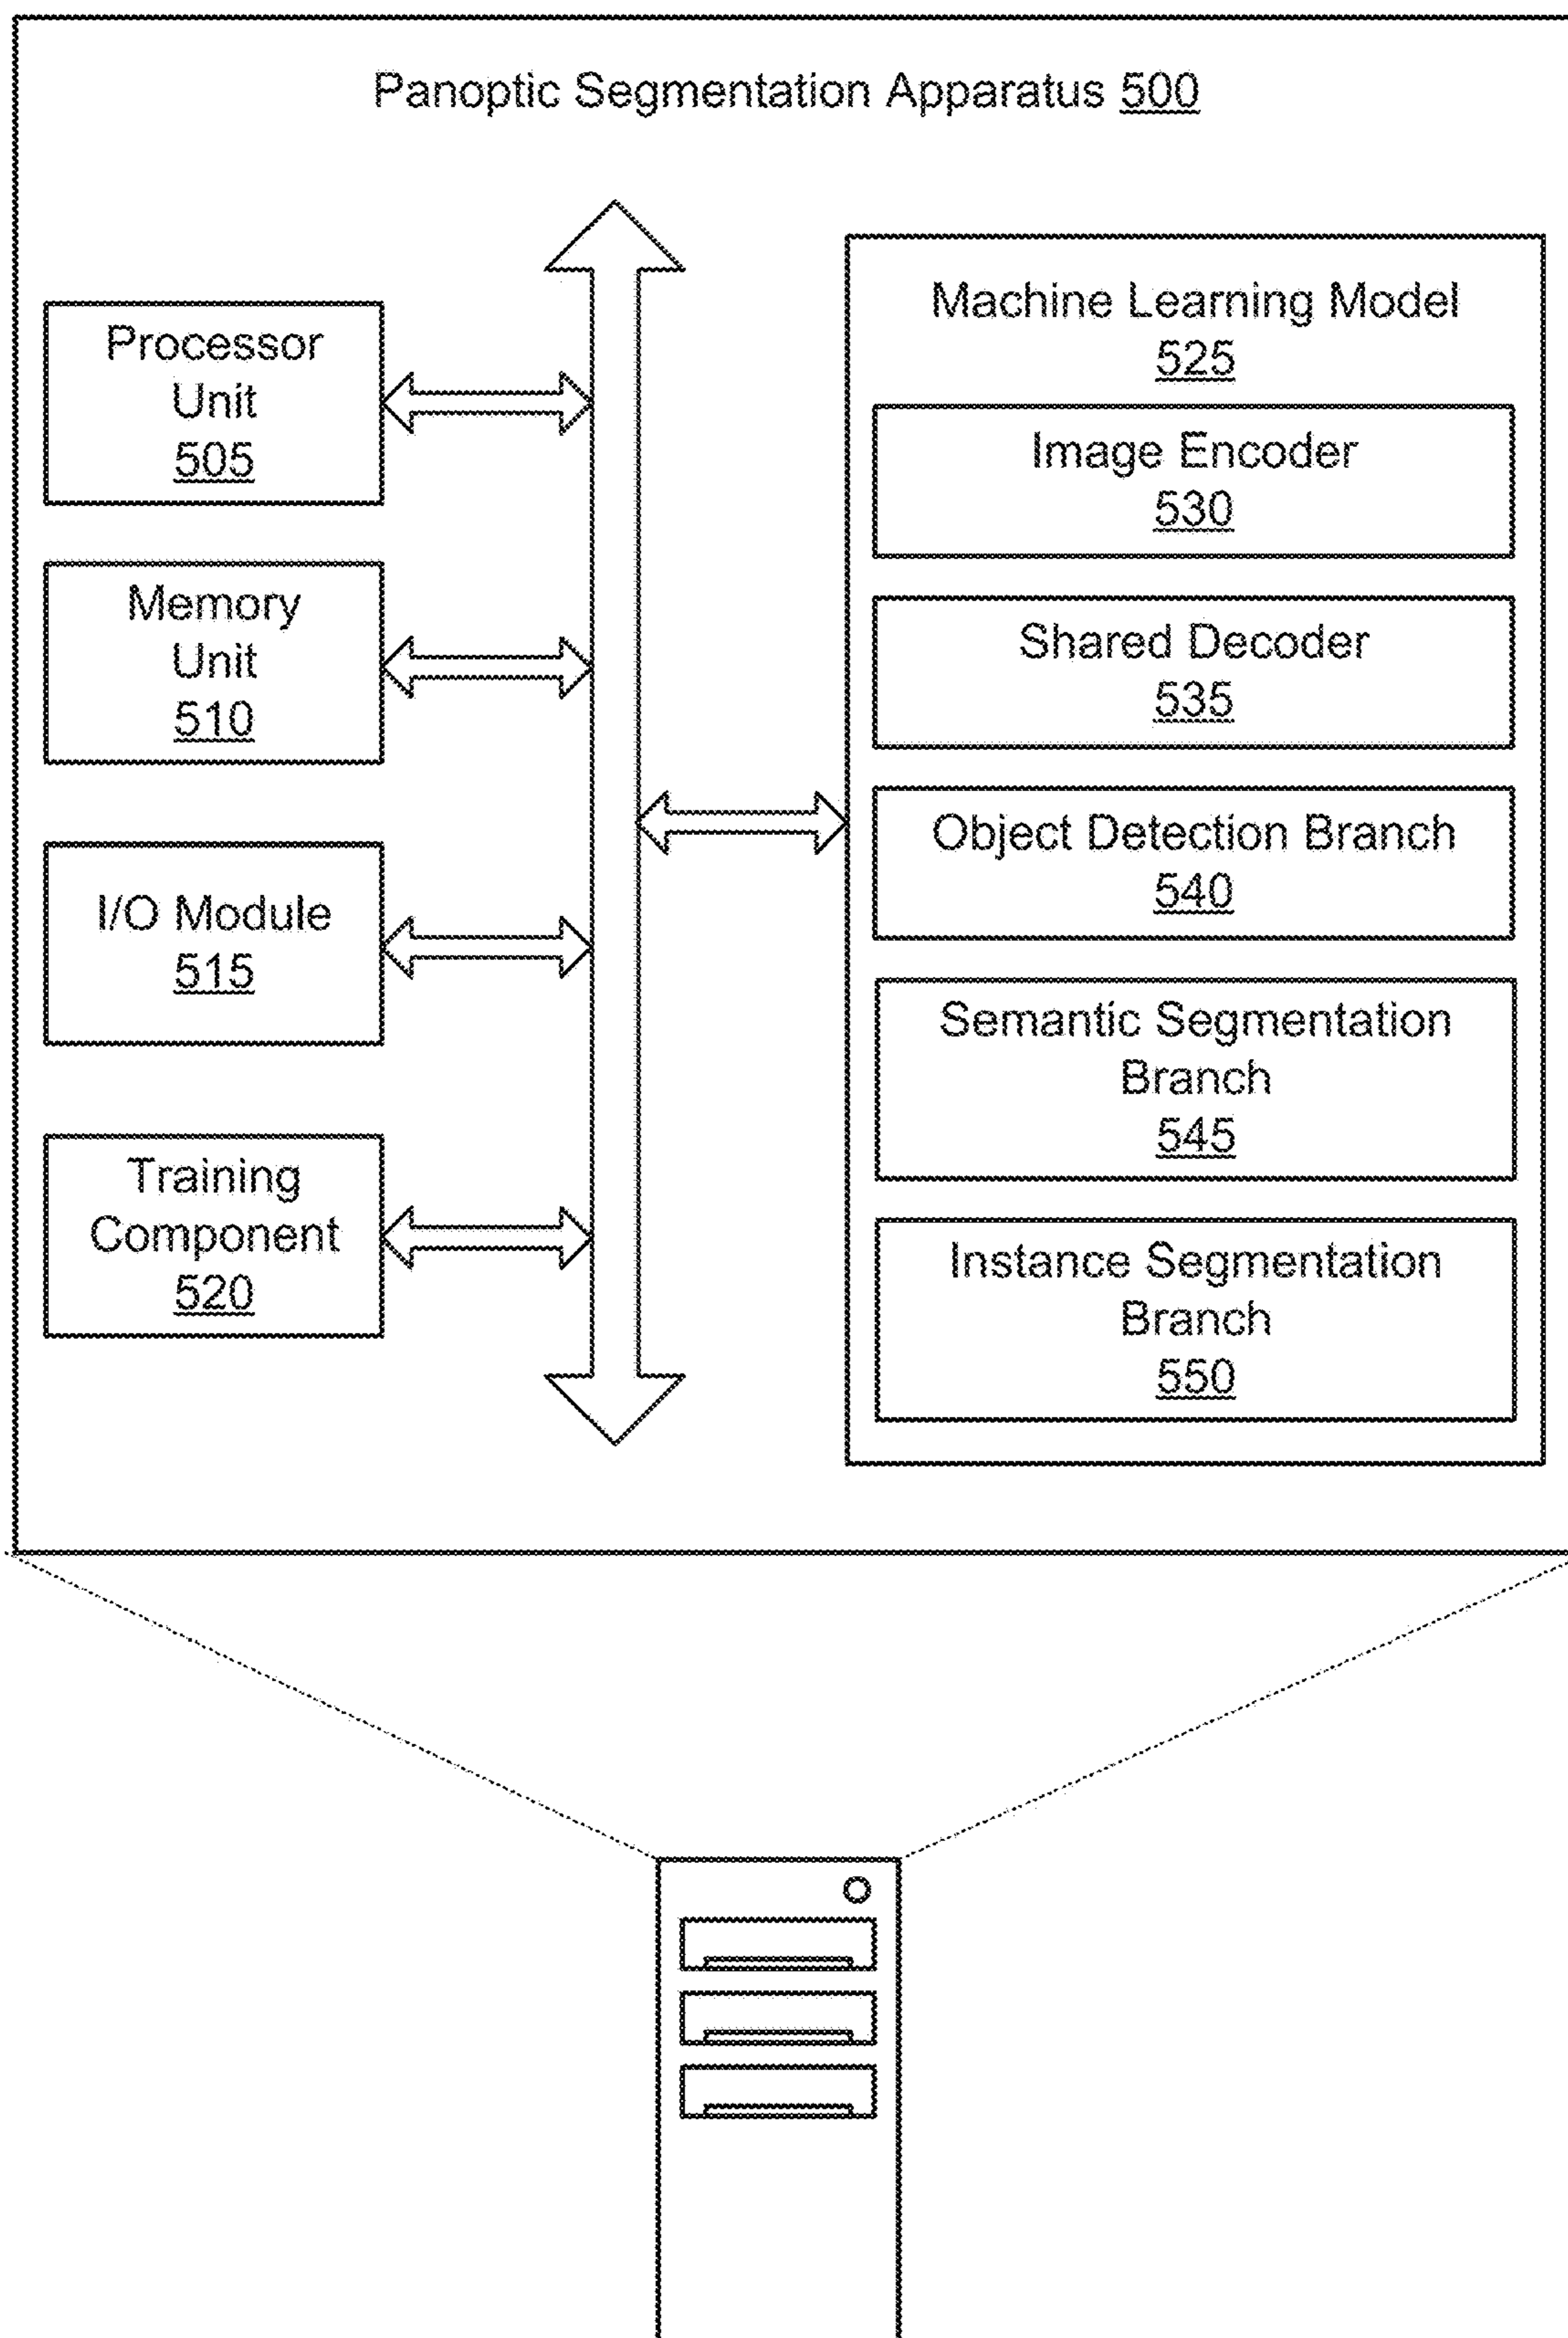 Panoptic Segmentation Apparatus 500
Processor
Unit
505
Memory
Unit
510
I/O Module
515
Training
Component
520
Machine Learning Model
525
Image Encoder
530
Shared Decoder
535
Object Detection Branch
540
Semantic Segmentation
Branch
545
Instance Segmentation
Branch
550